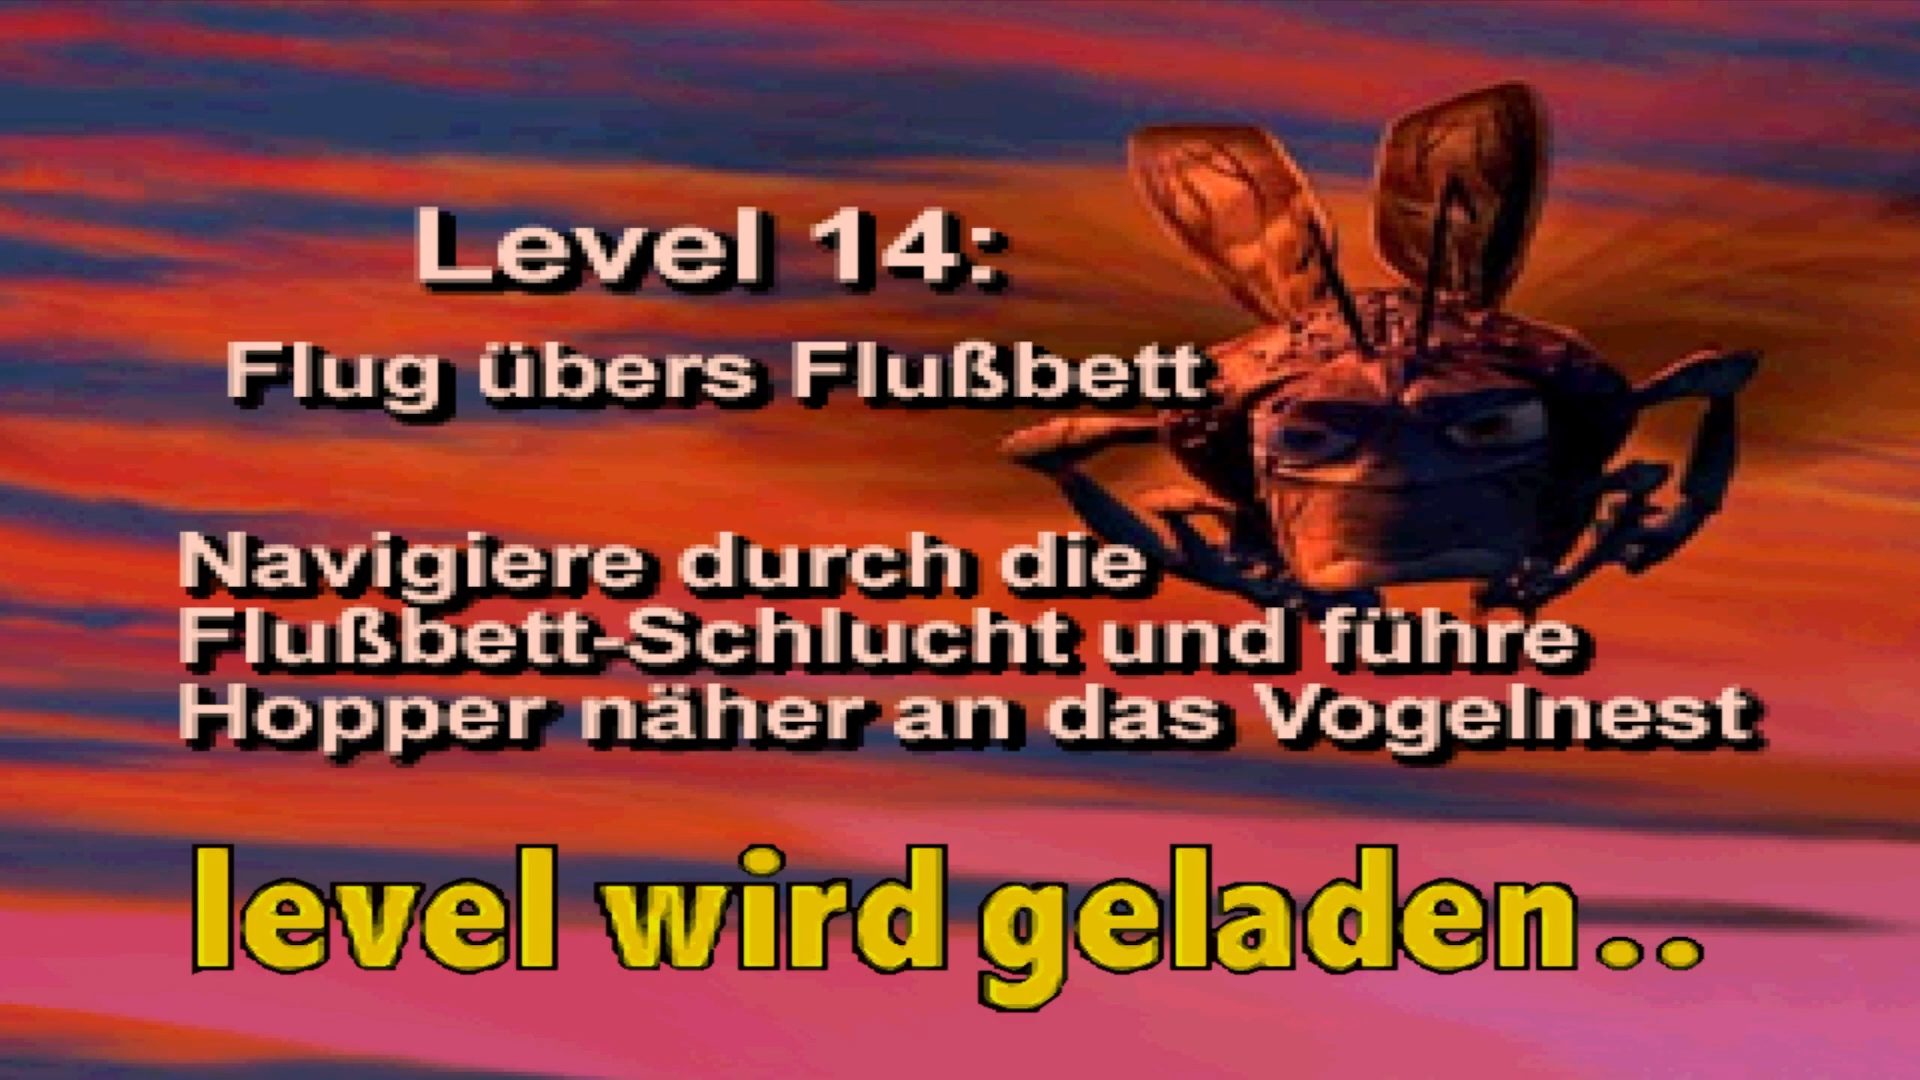 Level 14:
Flug übers Flußbett
Navigiere durch die
Flußbett-Schlucht und führe
Hopper näher an das Vogelnest
level wird geladen..